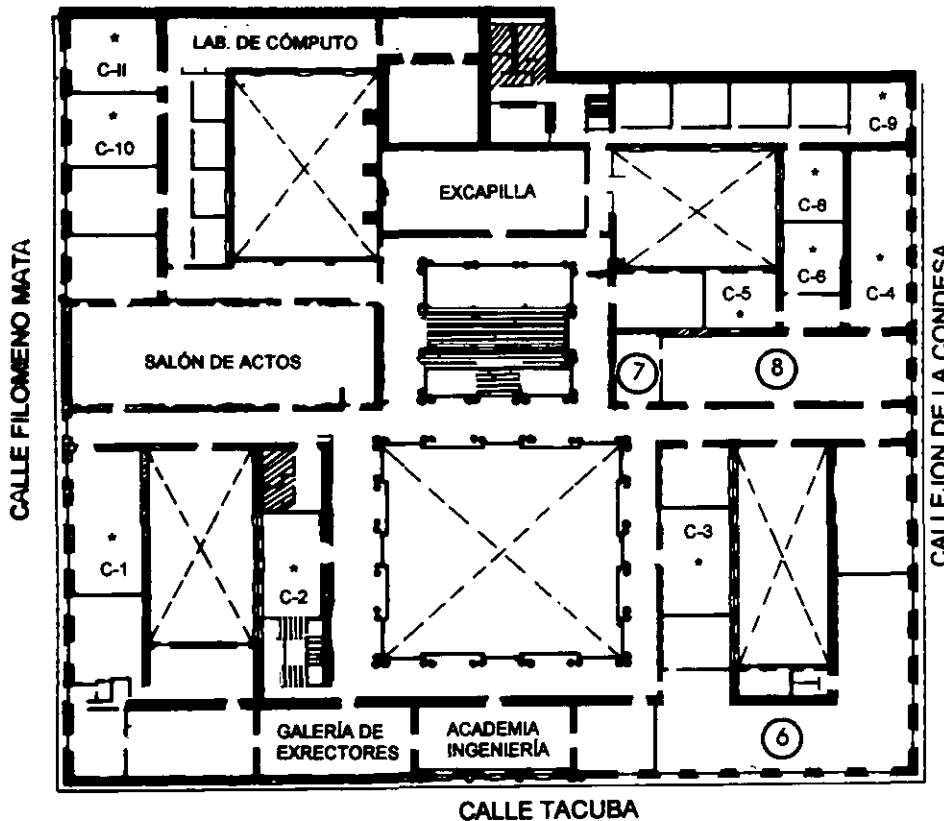 LAB. DE CÓMPUTO
*
C-II
*
C-10
*
C-9
EXCAPILLA
*
C-8
*
C-6
*
C-4
C-5
*
CALLE FILOMENO MATA
CALLEJON DE LA CONDESA
SALÓN DE ACTOS
7
8
*
C-1
*
C-2
C-3
*
GALERÍA DE
EXRECTORES
ACADEMIA
INGENIERÍA
6
CALLE TACUBA